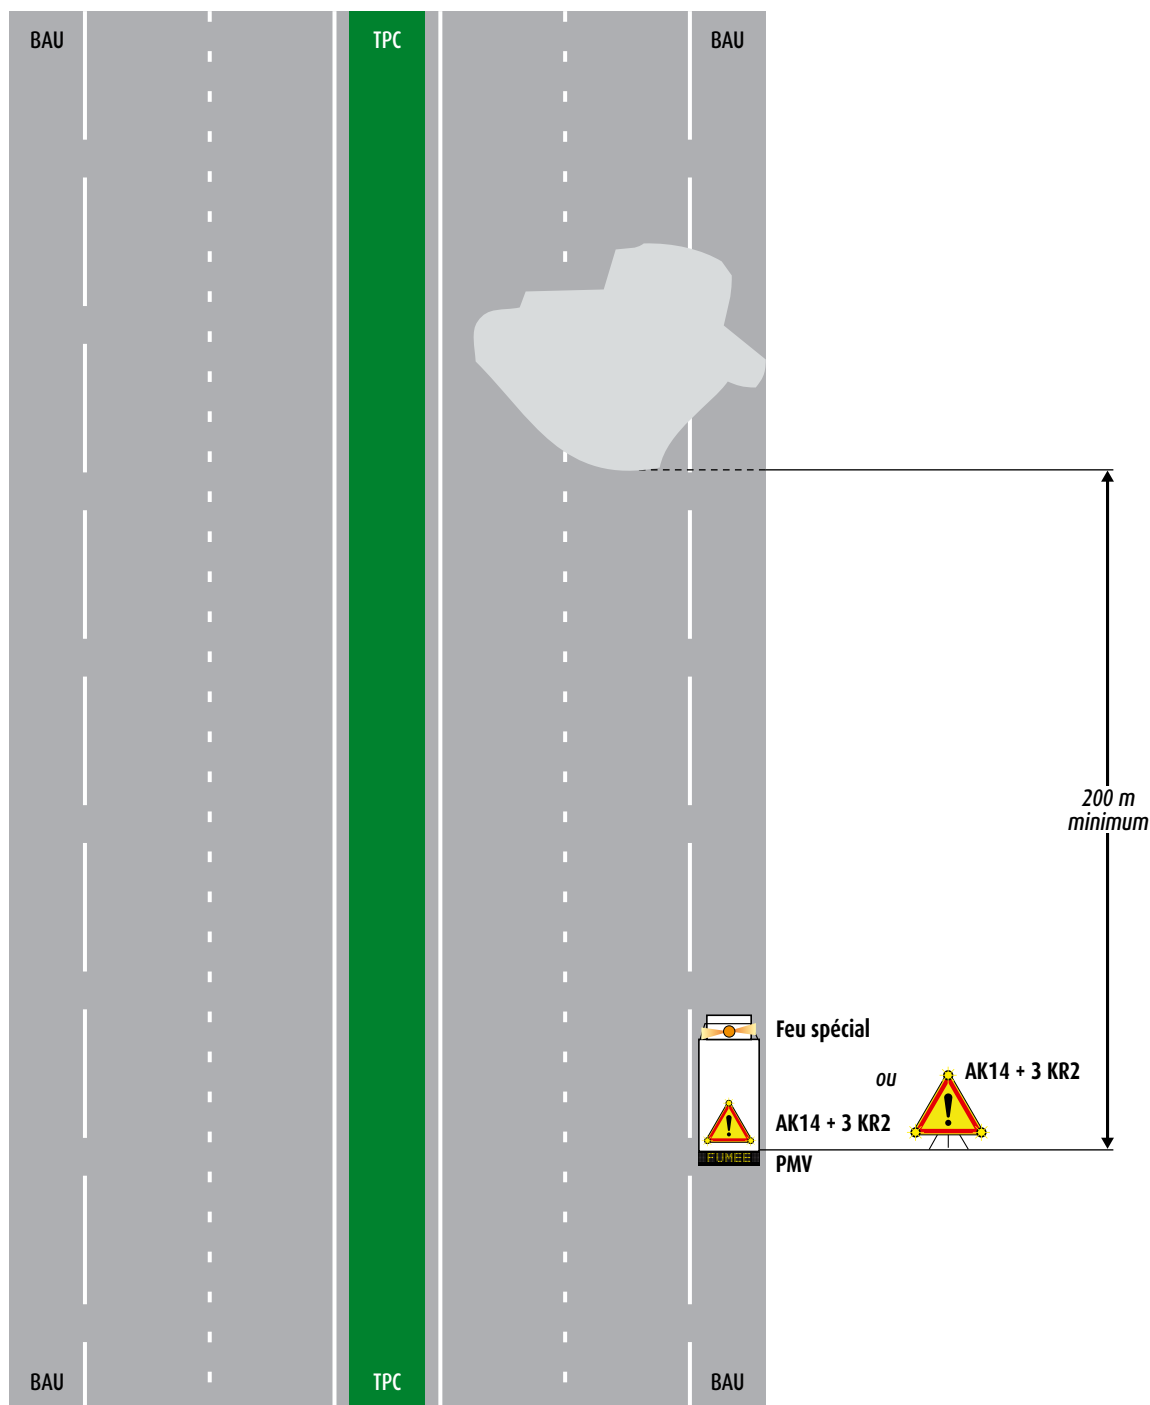 BAU
TPC
BAU
200 m
minimum
Feu spécial
ou
AK14 + 3 KR2
!
!
AK14 + 3 KR2
FUMEE
PMV
BAU
TPC
BAU